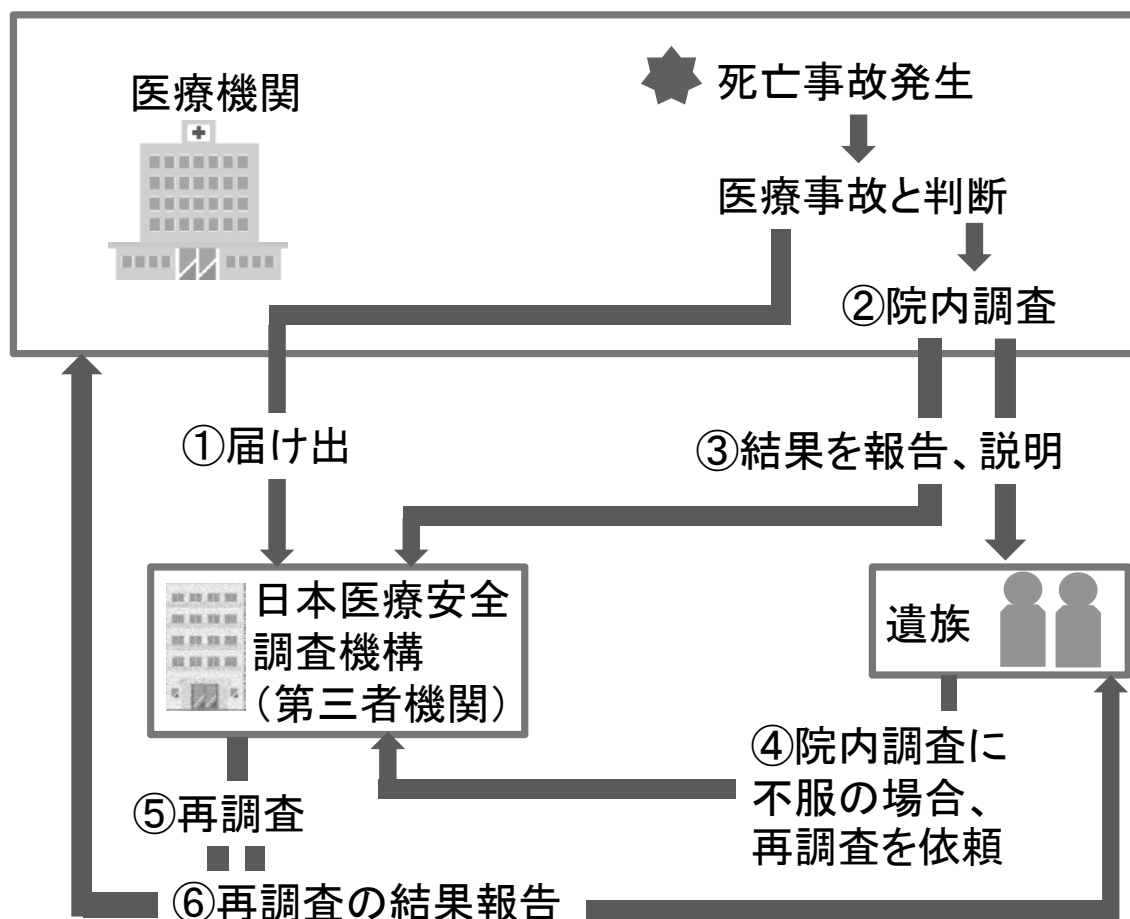 医療機関
死亡事故発生
医療事故と判断
②院内調査
①届け出
③結果を報告、説明
日本医療安全
調査機構
（第三者機関）
遺族
④院内調査に
不服の場合、
再調査を依頼
⑤再調査
⑥再調査の結果報告